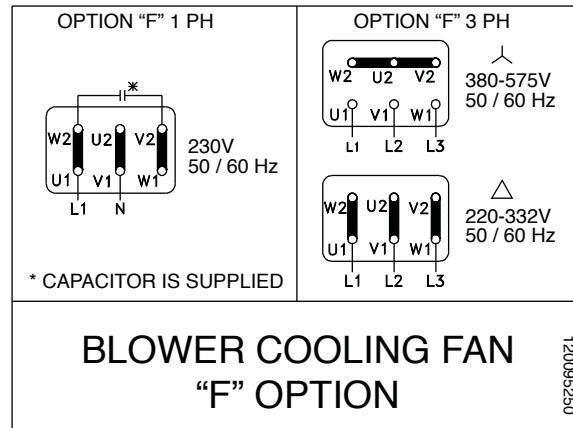 OPTION “F” 1 PH
W2 U2 V2
U1 V1 W1
L1 N
230V
50 / 60 Hz
* CAPACITOR IS SUPPLIED
OPTION “F” 3 PH
W2 U2 V2
U1 V1 W1
L1 L2 L3
380-575V
50 / 60 Hz
W2 U2 V2
U1 V1 W1
L1 L2 L3
220-332V
50 / 60 Hz
BLOWER COOLING FAN
“F” OPTION
120095250